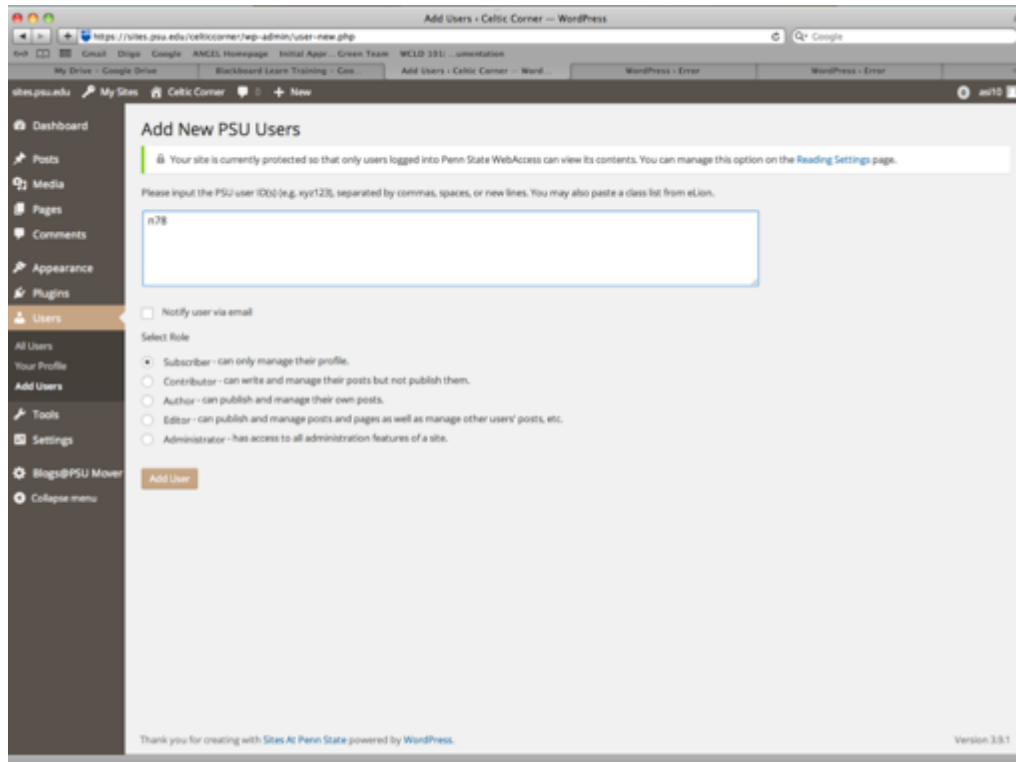 Add Users ‹ Celtic Corner — WordPress
https://sites.psu.edu/celticcorner/wp-admin/user-new.php
Google
Gmail Diigo Google ANGEL Homepage Initial Appr... Green Team WCLD 101: ...umentation
My Drive - Google Drive
Blackboard Learn Training - Goo...
Add Users ‹ Celtic Corner — Word...
WordPress › Error
WordPress › Error
sites.psu.edu My Sites Celtic Corner 0 + New
Dashboard
Posts
Media
Pages
Comments
Appearance
Plugins
Users
All Users
Your Profile
Add Users
Tools
Settings
Blogs@PSU Mover
Collapse menu
Add New PSU Users
Your site is currently protected so that only users logged into Penn State WebAccess can view its contents. You can manage this option on the Reading Settings page.
Please input the PSU user ID(s) (e.g. xyz123), separated by commas, spaces, or new lines. You may also paste a class list from eLion.
Notify user via email
Select Role
Subscriber - can only manage their profile.
Contributor - can write and manage their posts but not publish them.
Author - can publish and manage their own posts.
Editor - can publish and manage posts and pages as well as manage other users' posts, etc.
Administrator - has access to all administration features of a site.
Add User
Thank you for creating with Sites At Penn State powered by WordPress.
Version 3.9.1